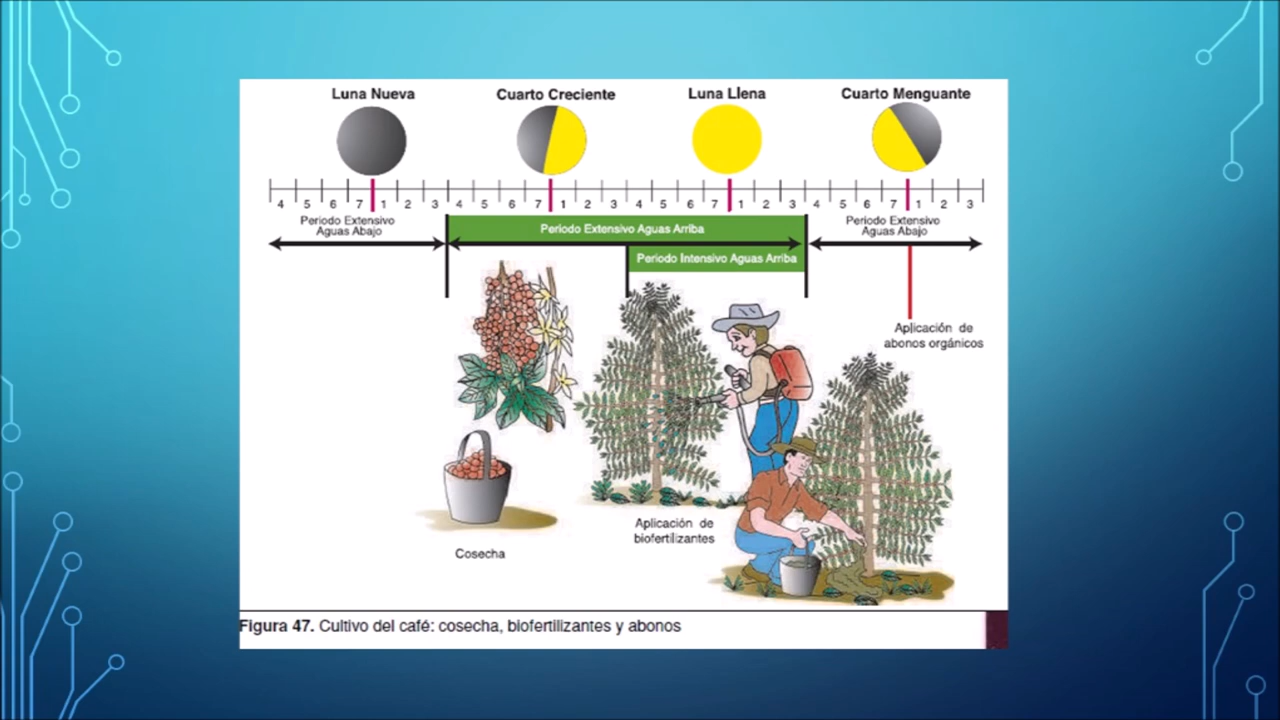 Luna Nueva
Cuarto Creciente
Luna Llena
Cuarto Menguante
4 5 6 7 1 2 3 4 5 6 7 1 2 3 4 5 6 7 1 2 3 4 5 6 7 1 2 3
Periodo Extensivo
Aguas Abajo
Periodo Extensivo Aguas Arriba
Periodo Extensivo
Aguas Abajo
Periodo Intensivo Aguas Arriba
Aplicación de
abonos orgánicos
Aplicación de
biofertilizantes
Cosecha
Figura 47. Cultivo del café: cosecha, biofertilizantes y abonos